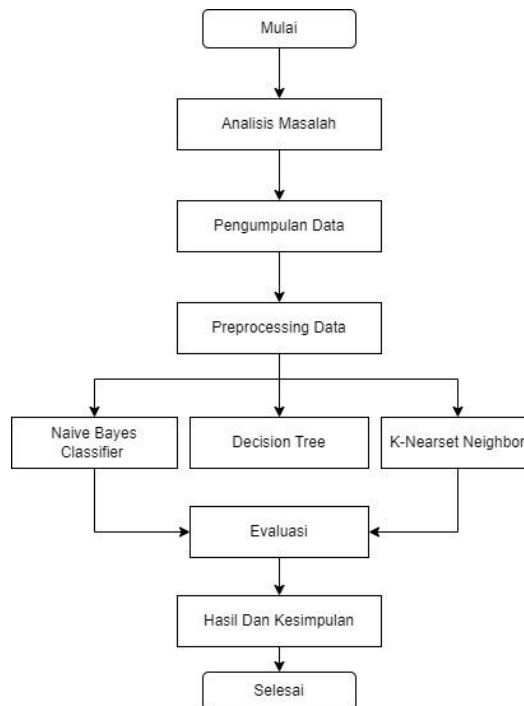 Mulai
Analisis Masalah
Pengumpulan Data
Preprocessing Data
Naive Bayes
Classifier
Decision Tree
K-Nearset Neighbor
Evaluasi
Hasil Dan Kesimpulan
Selesai